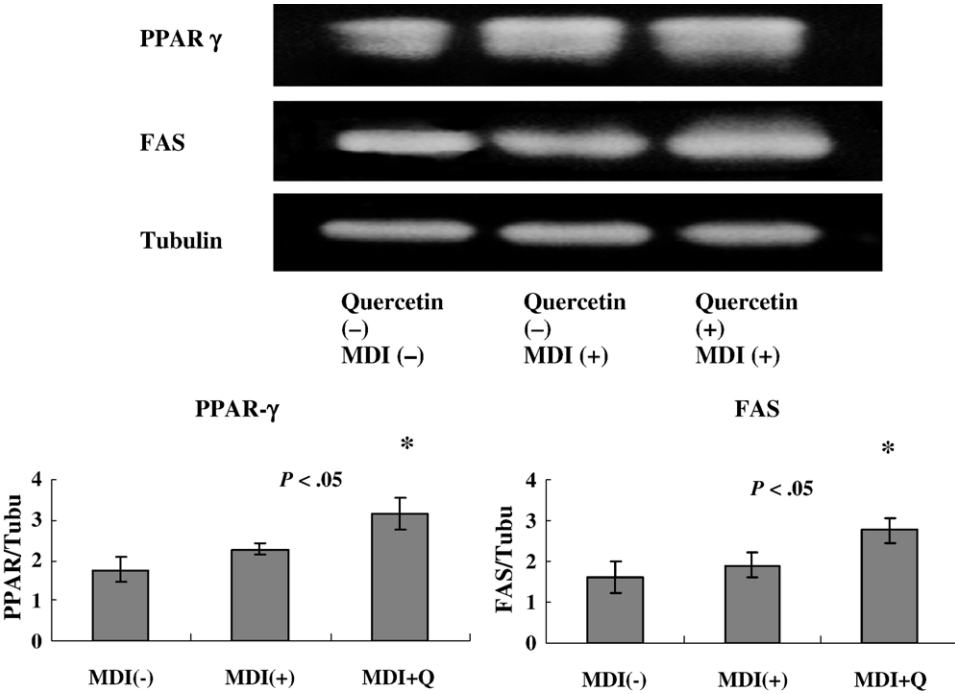 PPAR γ
FAS
Tubulin
Quercetin Quercetin Quercetin
(–) (–) (+)
MDI (–) MDI (+) MDI (+)
PPAR-γ
*
P < .05
4
3
2
1
0
PPAR/Tubu
MDI(-) MDI(+) MDI+Q
FAS
*
P < .05
4
3
2
1
0
FAS/Tubu
MDI(-) MDI(+) MDI+Q